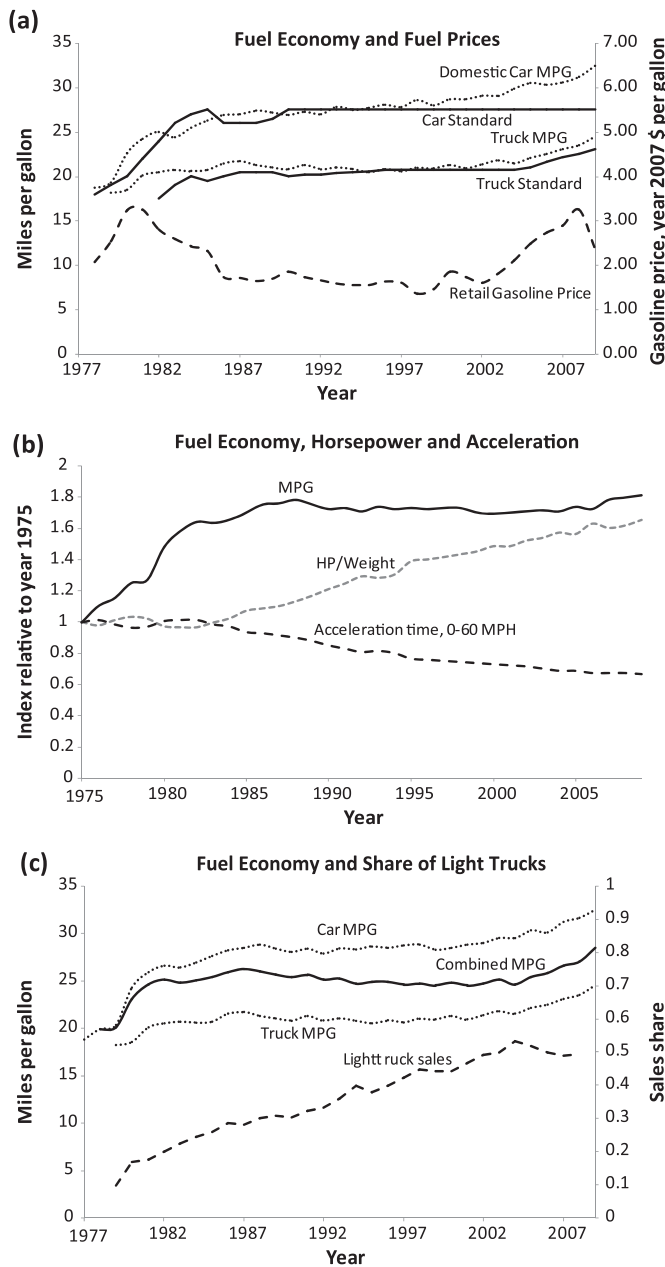 (a)
Fuel Economy and Fuel Prices
35
30
25
20
15
10
5
0
Miles per gallon
7.00
6.00
5.00
4.00
3.00
2.00
1.00
0.00
Gasoline price, year 2007 $ per gallon
Domestic Car MPG
Car Standard
Truck MPG
Truck Standard
Retail Gasoline Price
1977 1982 1987 1992 1997 2002 2007
Year
(b)
Fuel Economy, Horsepower and Acceleration
2
1.8
1.6
1.4
1.2
1
0.8
0.6
0.4
0.2
0
Index relative to year 1975
MPG
HP/Weight
Acceleration time, 0-60 MPH
1975 1980 1985 1990 1995 2000 2005
Year
(c)
Fuel Economy and Share of Light Trucks
35
30
25
20
15
10
5
0
Miles per gallon
1
0.9
0.8
0.7
0.6
0.5
0.4
0.3
0.2
0.1
0
Sales share
Car MPG
Combined MPG
Truck MPG
Lightt ruck sales
1977 1982 1987 1992 1997 2002 2007
Year